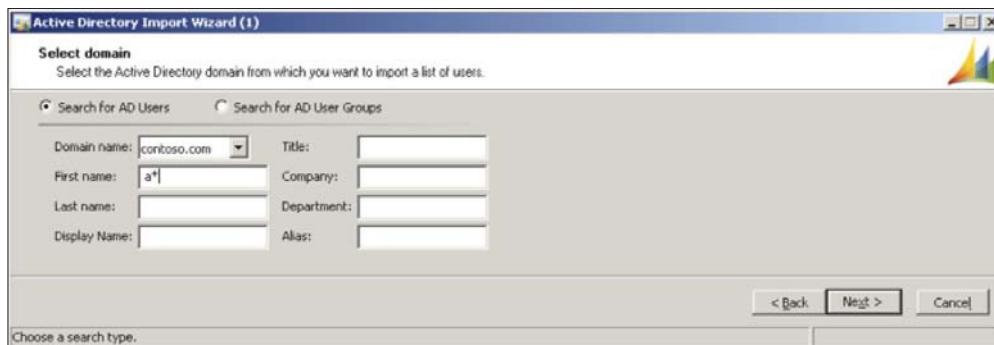 Active Directory Import Wizard (1)
Select domain
Select the Active Directory domain from which you want to import a list of users.
Search for AD Users Search for AD User Groups
Domain name: contoso.com Title:
First name: a* Company:
Last name: Department:
Display Name: Alias:
< Back Next > Cancel
Choose a search type.